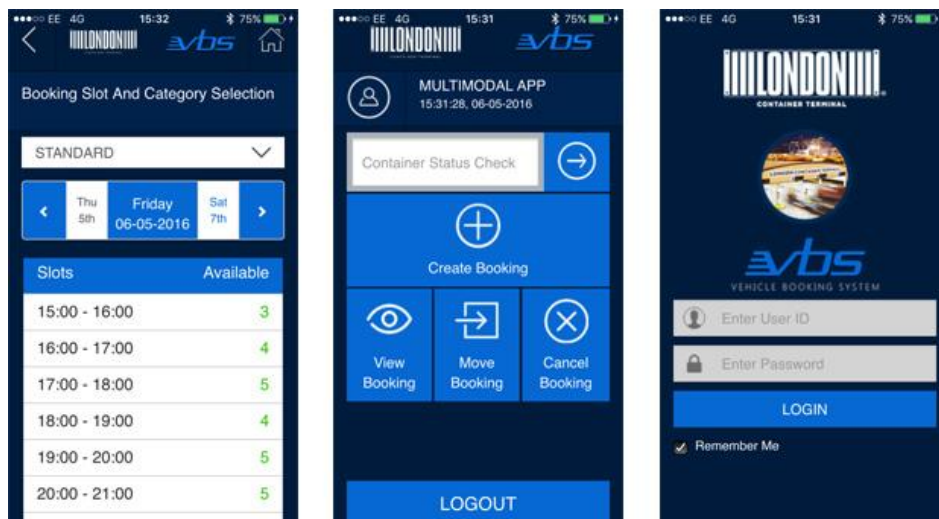 EE 4G 15:32 75%
LONDON
vbs
Booking Slot And Category Selection
STANDARD
Thu
5th
Friday
06-05-2016
Sat
7th
Slots Available
15:00 - 16:00 3
16:00 - 17:00 4
17:00 - 18:00 5
18:00 - 19:00 4
19:00 - 20:00 5
20:00 - 21:00 5
EE 4G 15:31 75%
LONDON
vbs
MULTIMODAL APP
15:31:28, 06-05-2016
Container Status Check
Create Booking
View
Booking
Move
Booking
Cancel
Booking
LOGOUT
EE 4G 15:31 75%
LONDON
CONTAINER TERMINAL
LONDON CONTAINER TERMINAL
vbs
VEHICLE BOOKING SYSTEM
Enter User ID
Enter Password
LOGIN
Remember Me